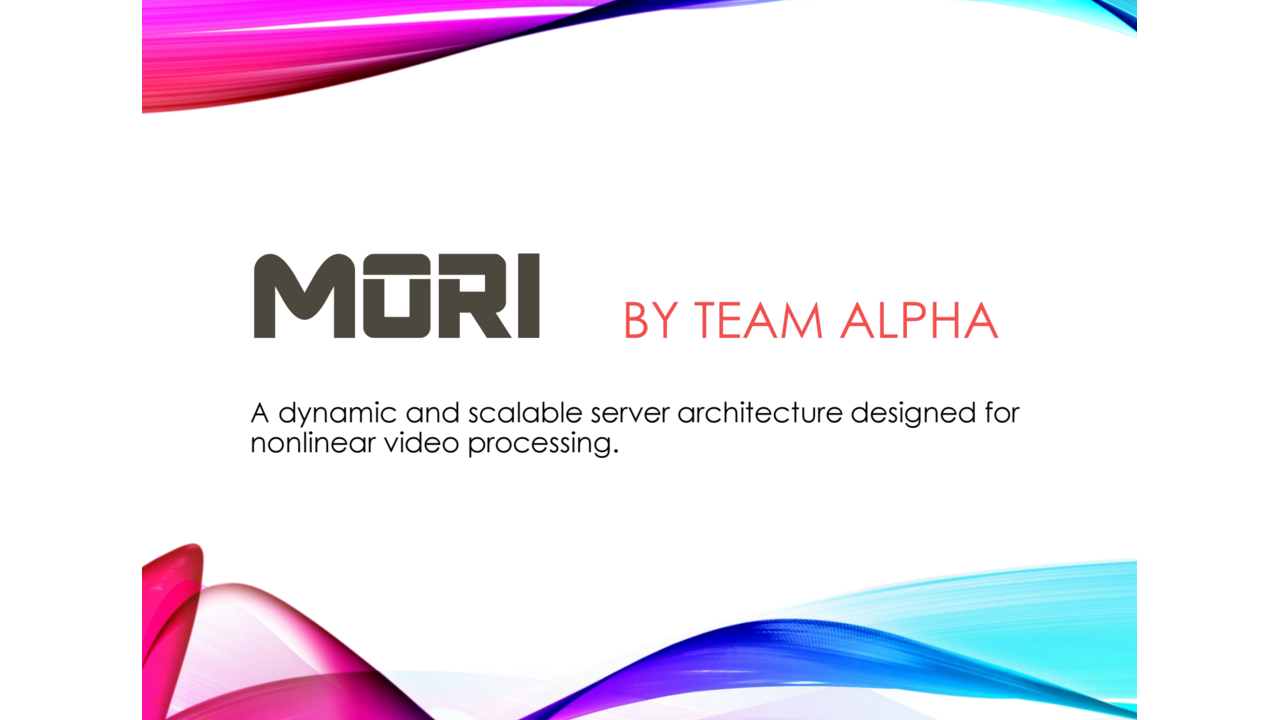 MORI BY TEAM ALPHA
A dynamic and scalable server architecture designed for
nonlinear video processing.